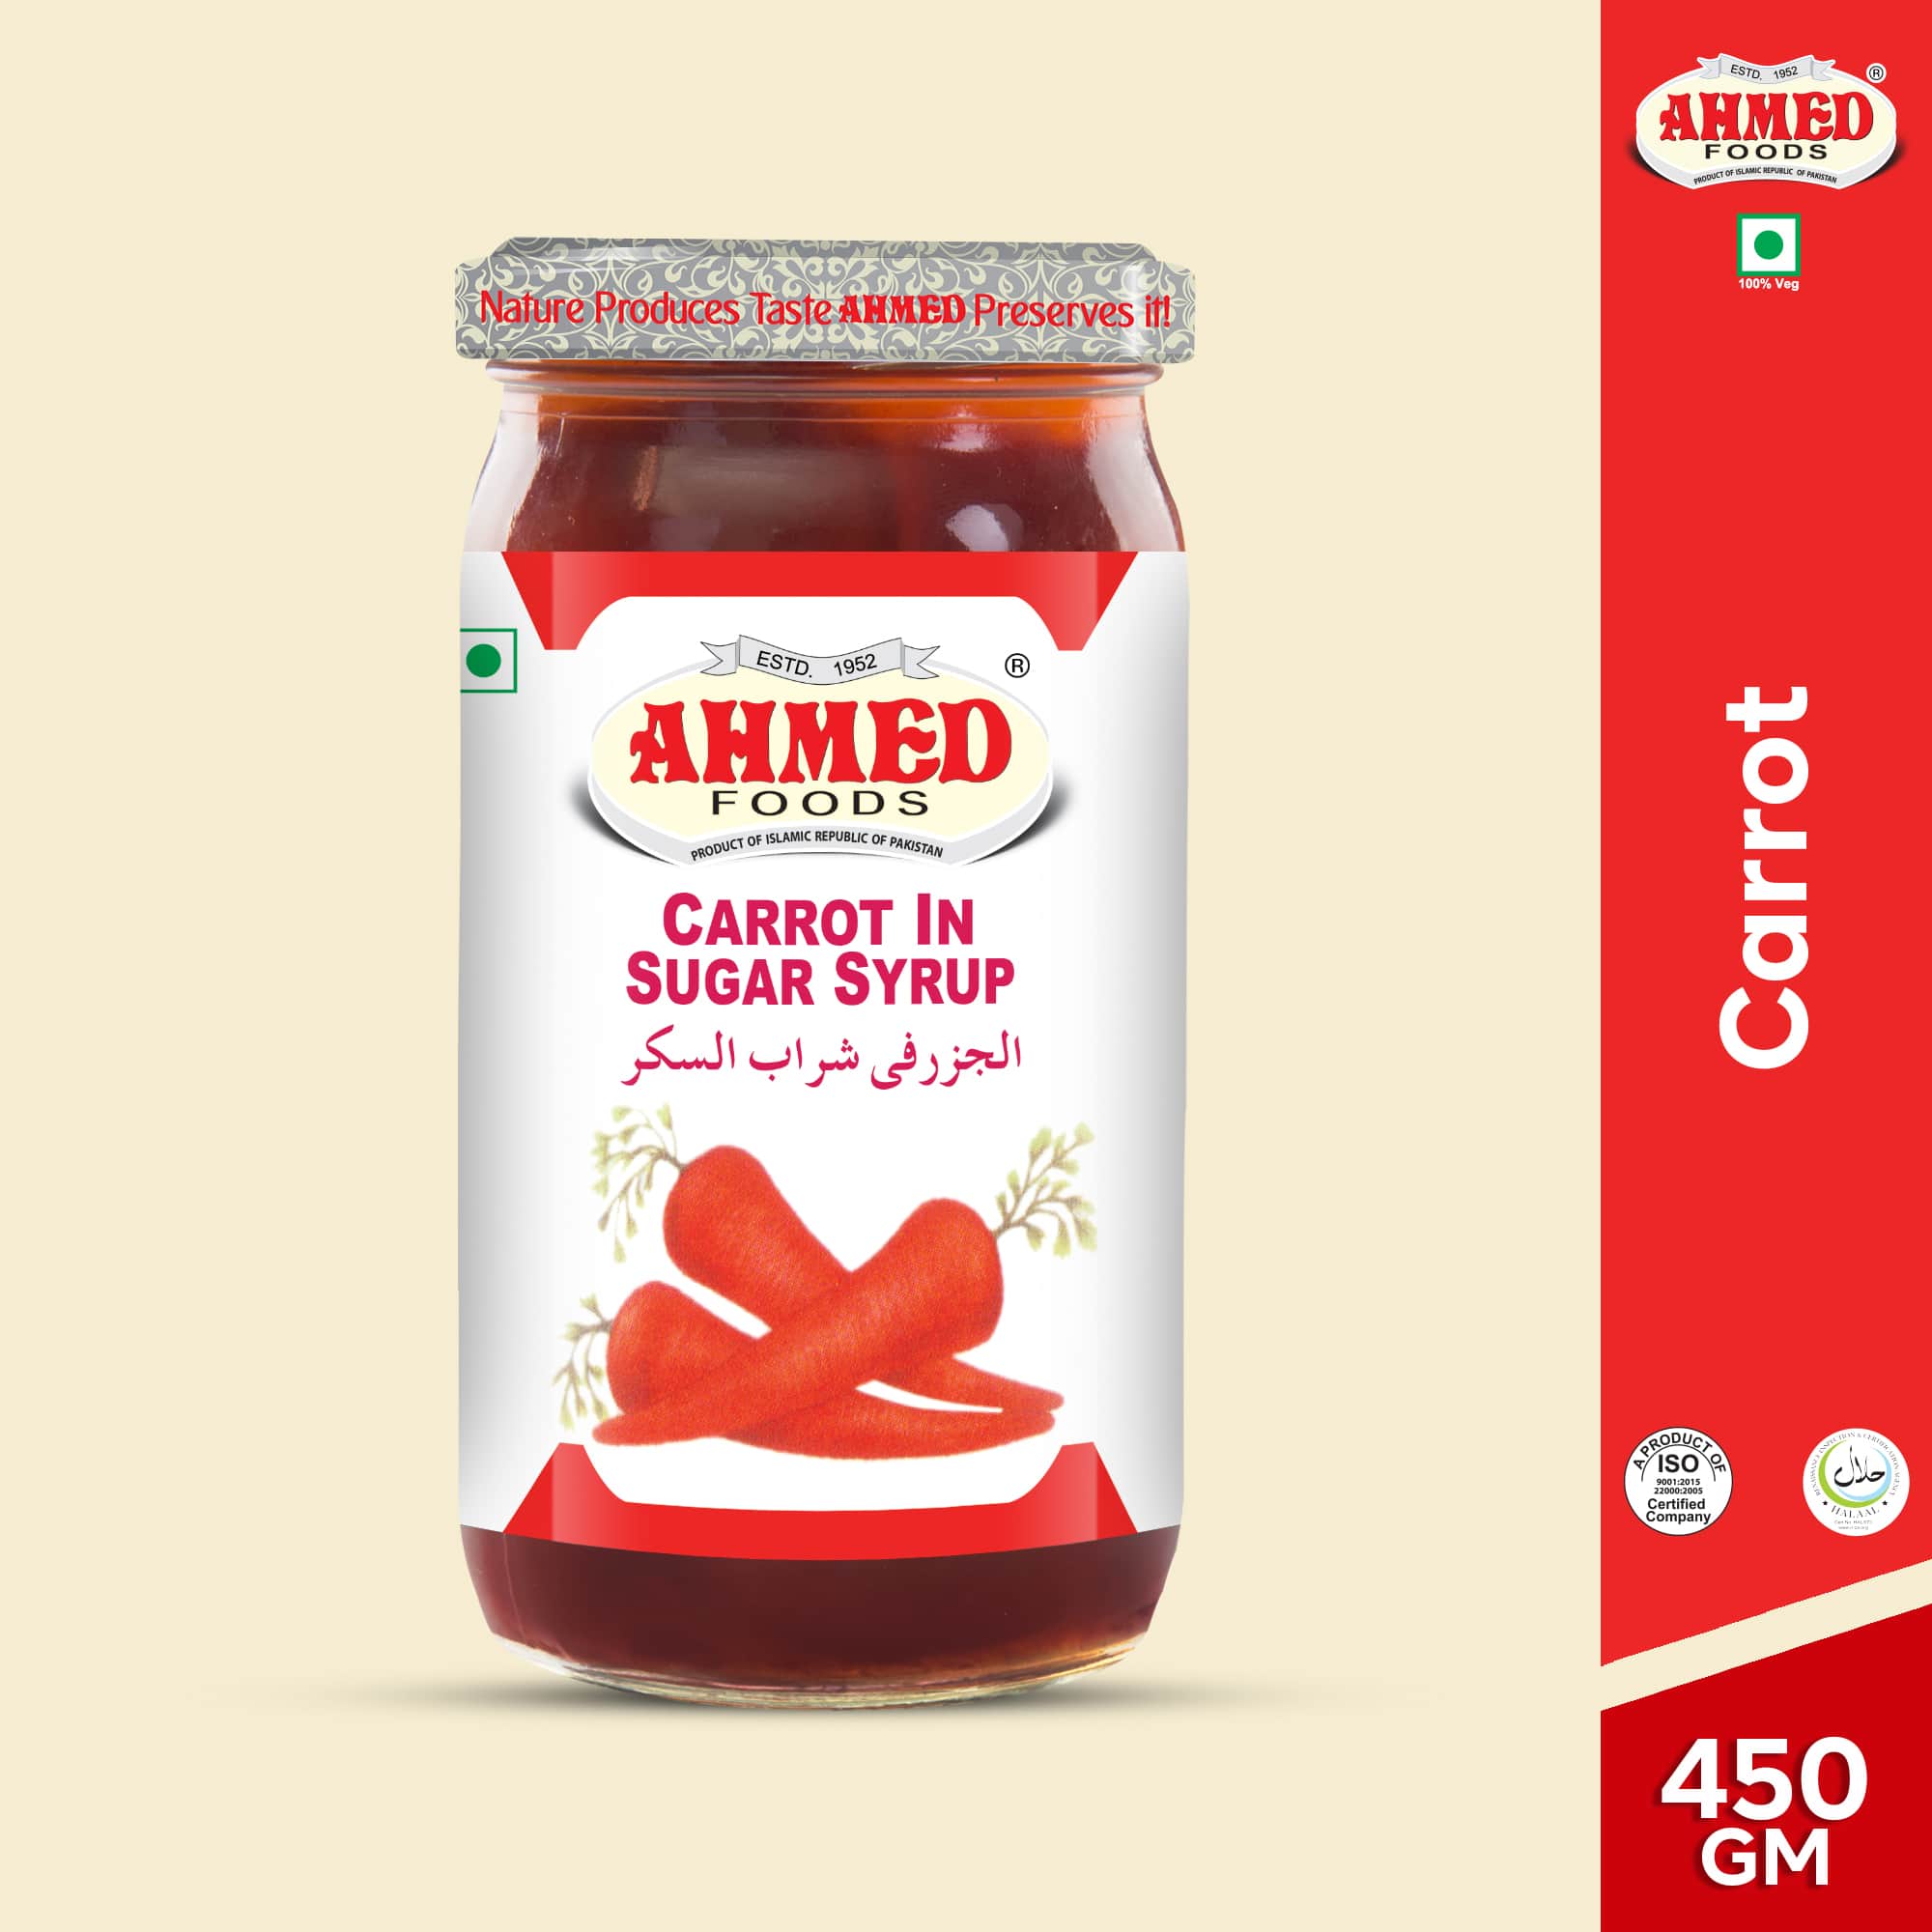 Nature Produces Taste AHMED Preserves it!
ESTD. 1952
®
AHMED
FOODS
PRODUCT OF ISLAMIC REPUBLIC OF PAKISTAN
CARROT IN
SUGAR SYRUP
الجزرفى شراب السكر
ESTD. 1952
®
AHMED
FOODS
PRODUCT OF ISLAMIC REPUBLIC OF PAKISTAN
100% Veg
Carrot
A PRODUCT OF
ISO
9001:2015
22000:2005
Certified
Company
حلال
HALAAL
450
GM